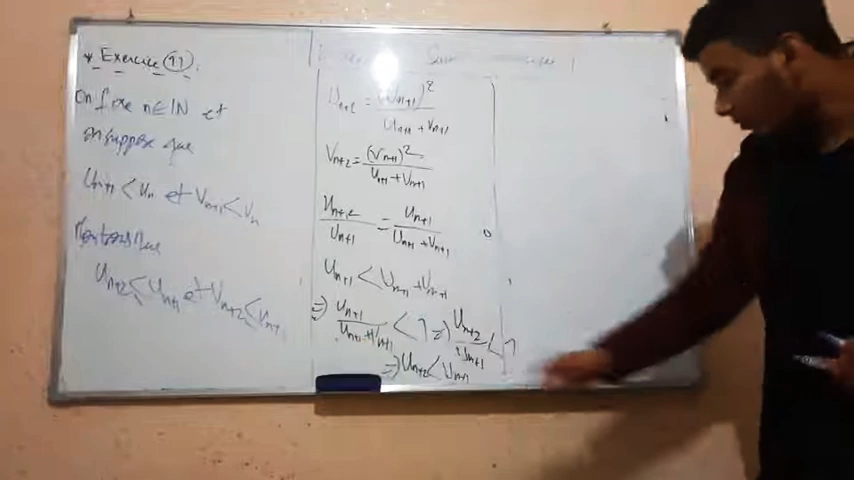 * Exercice 11.
On fixe n∈IN et
on suppose que
Un+1 < Un et Vn+1 < Vn
Montrons que
Un+2 < Un+1 et Vn+2 < Vn+1
Un+2 = (Un+1)² / Un+1 + Vn+1
Vn+2 = (Vn+1)² / Un+1 + Vn+1
Un+2 / Un+1 = Un+1 / Un+1 + Vn+1
Un+1 < Un+1 + Vn+1
=> Un+1 / Un+1 + Vn+1 < 1 => Un+2 / Un+1 < 1
=> Un+2 < Un+1